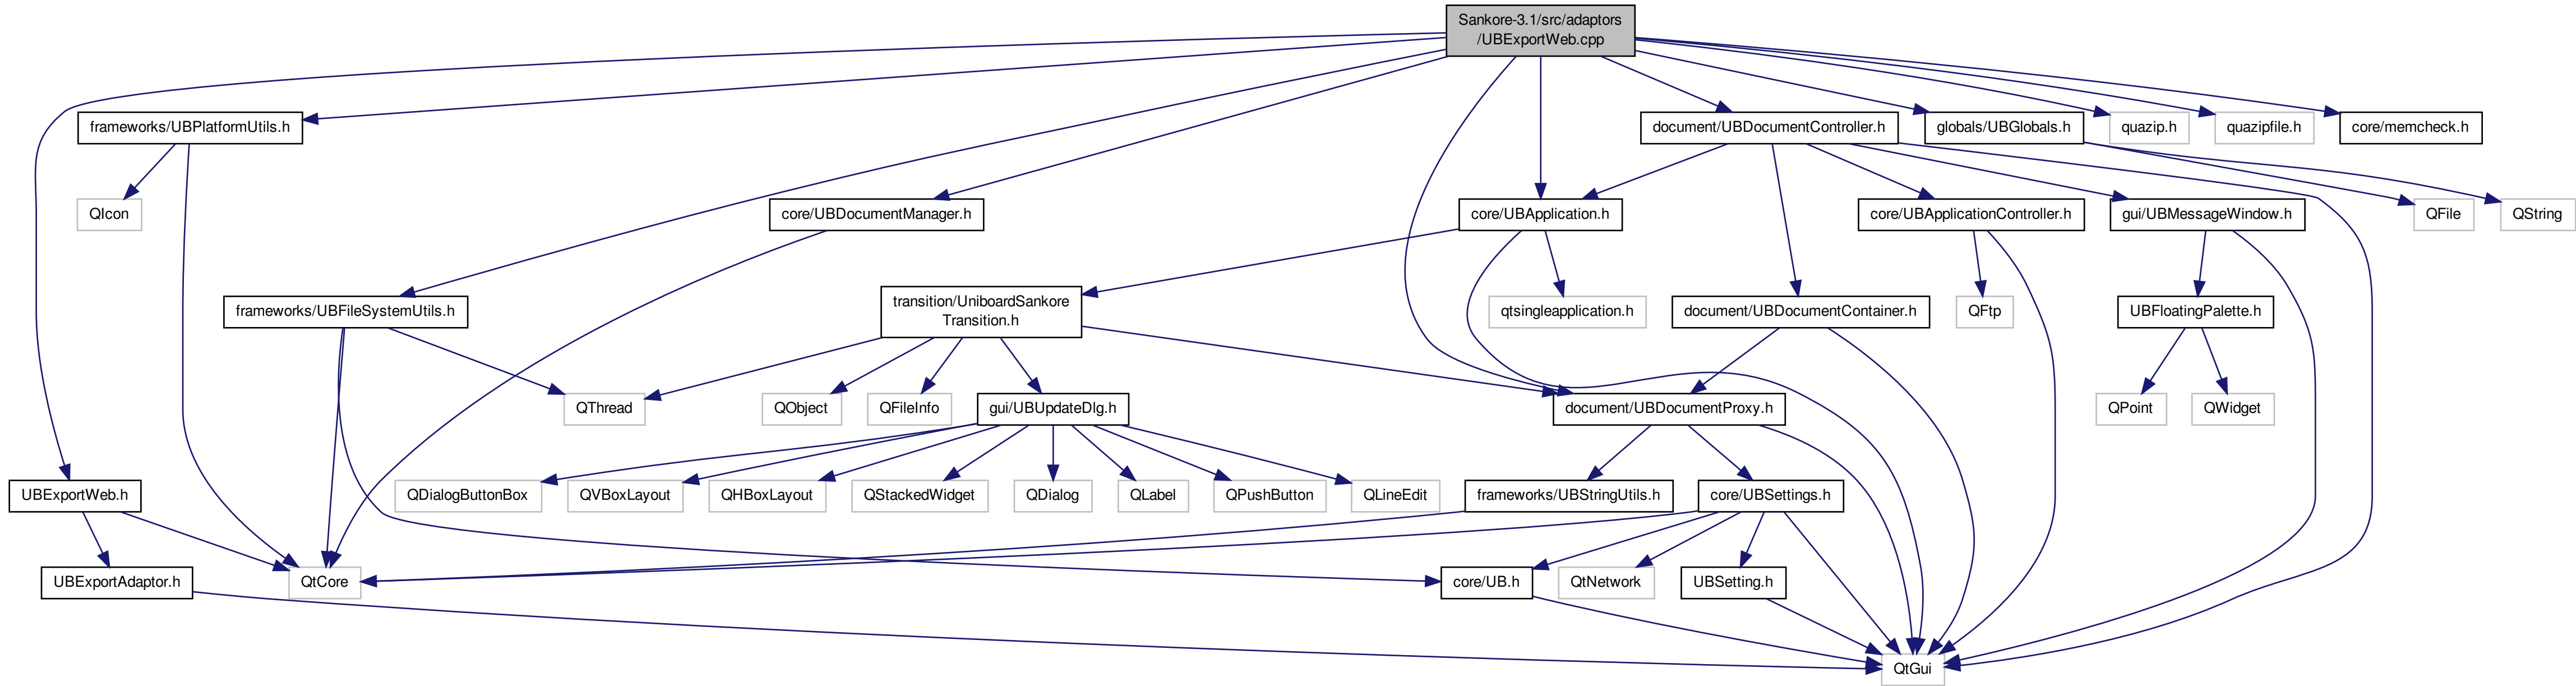 Sankore-3.1/src/adaptors
/UBExportWeb.cpp
frameworks/UBPlatformUtils.h
document/UBDocumentController.h
globals/UBGlobals.h
quazip.h
quazipfile.h
core/memcheck.h
QIcon
core/UBDocumentManager.h
core/UBApplication.h
core/UBApplicationController.h
gui/UBMessageWindow.h
QFile
QString
frameworks/UBFileSystemUtils.h
transition/UniboardSankore
Transition.h
qtsingleapplication.h
document/UBDocumentContainer.h
QFtp
UBFloatingPalette.h
QThread
QObject
QFileInfo
gui/UBUpdateDlg.h
document/UBDocumentProxy.h
QPoint
QWidget
UBExportWeb.h
QDialogButtonBox
QVBoxLayout
QHBoxLayout
QStackedWidget
QDialog
QLabel
QPushButton
QLineEdit
frameworks/UBStringUtils.h
core/UBSettings.h
UBExportAdaptor.h
QtCore
core/UB.h
QtNetwork
UBSetting.h
QtGui